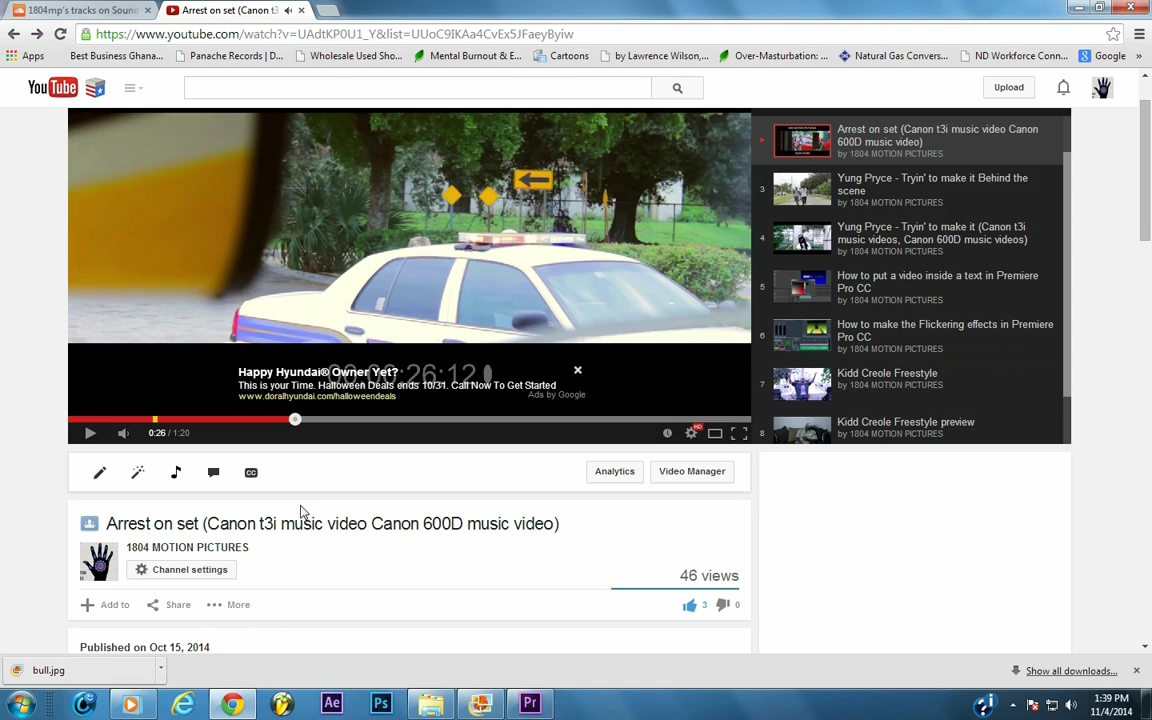 1804mp's tracks on Sound
Arrest on set (Canon t3
https://www.youtube.com/watch?v=UAdtKP0U1_Y&list=UUoC9IKAa4CvEx5JFaeyByiw
Apps
Best Business Ghana...
Panache Records | D...
Wholesale Used Sho...
Mental Burnout & E...
Cartoons
by Lawrence Wilson,...
Over-Masturbation: ...
Natural Gas Convers...
ND Workforce Conn...
Google
»
YouTube
Upload
Arrest on set (Canon t3i music video Canon
600D music video)
by 1804 MOTION PICTURES
3
Yung Pryce - Tryin' to make it Behind the
scene
by 1804 MOTION PICTURES
4
Yung Pryce - Tryin' to make it (Canon t3i
music videos, Canon 600D music videos)
by 1804 MOTION PICTURES
5
How to put a video inside a text in Premiere
Pro CC
by 1804 MOTION PICTURES
6
How to make the Flickering effects in Premiere
Pro CC
by 1804 MOTION PICTURES
7
Kidd Creole Freestyle
by 1804 MOTION PICTURES
8
Kidd Creole Freestyle preview
by 1804 MOTION PICTURES
Happy Hyundai® Owner Yet?
26:12
This is your Time. Halloween Deals ends 10/31. Call Now To Get Started
www.doralhyundai.com/halloweendeals
Ads by Google
0:26 / 1:20
HD
CC
Analytics
Video Manager
Arrest on set (Canon t3i music video Canon 600D music video)
1804 MOTION PICTURES
Channel settings
46 views
Add to
Share
More
3
0
Published on Oct 15, 2014
bull.jpg
Show all downloads...
Ae
Ps
Pr
1:39 PM
11/4/2014